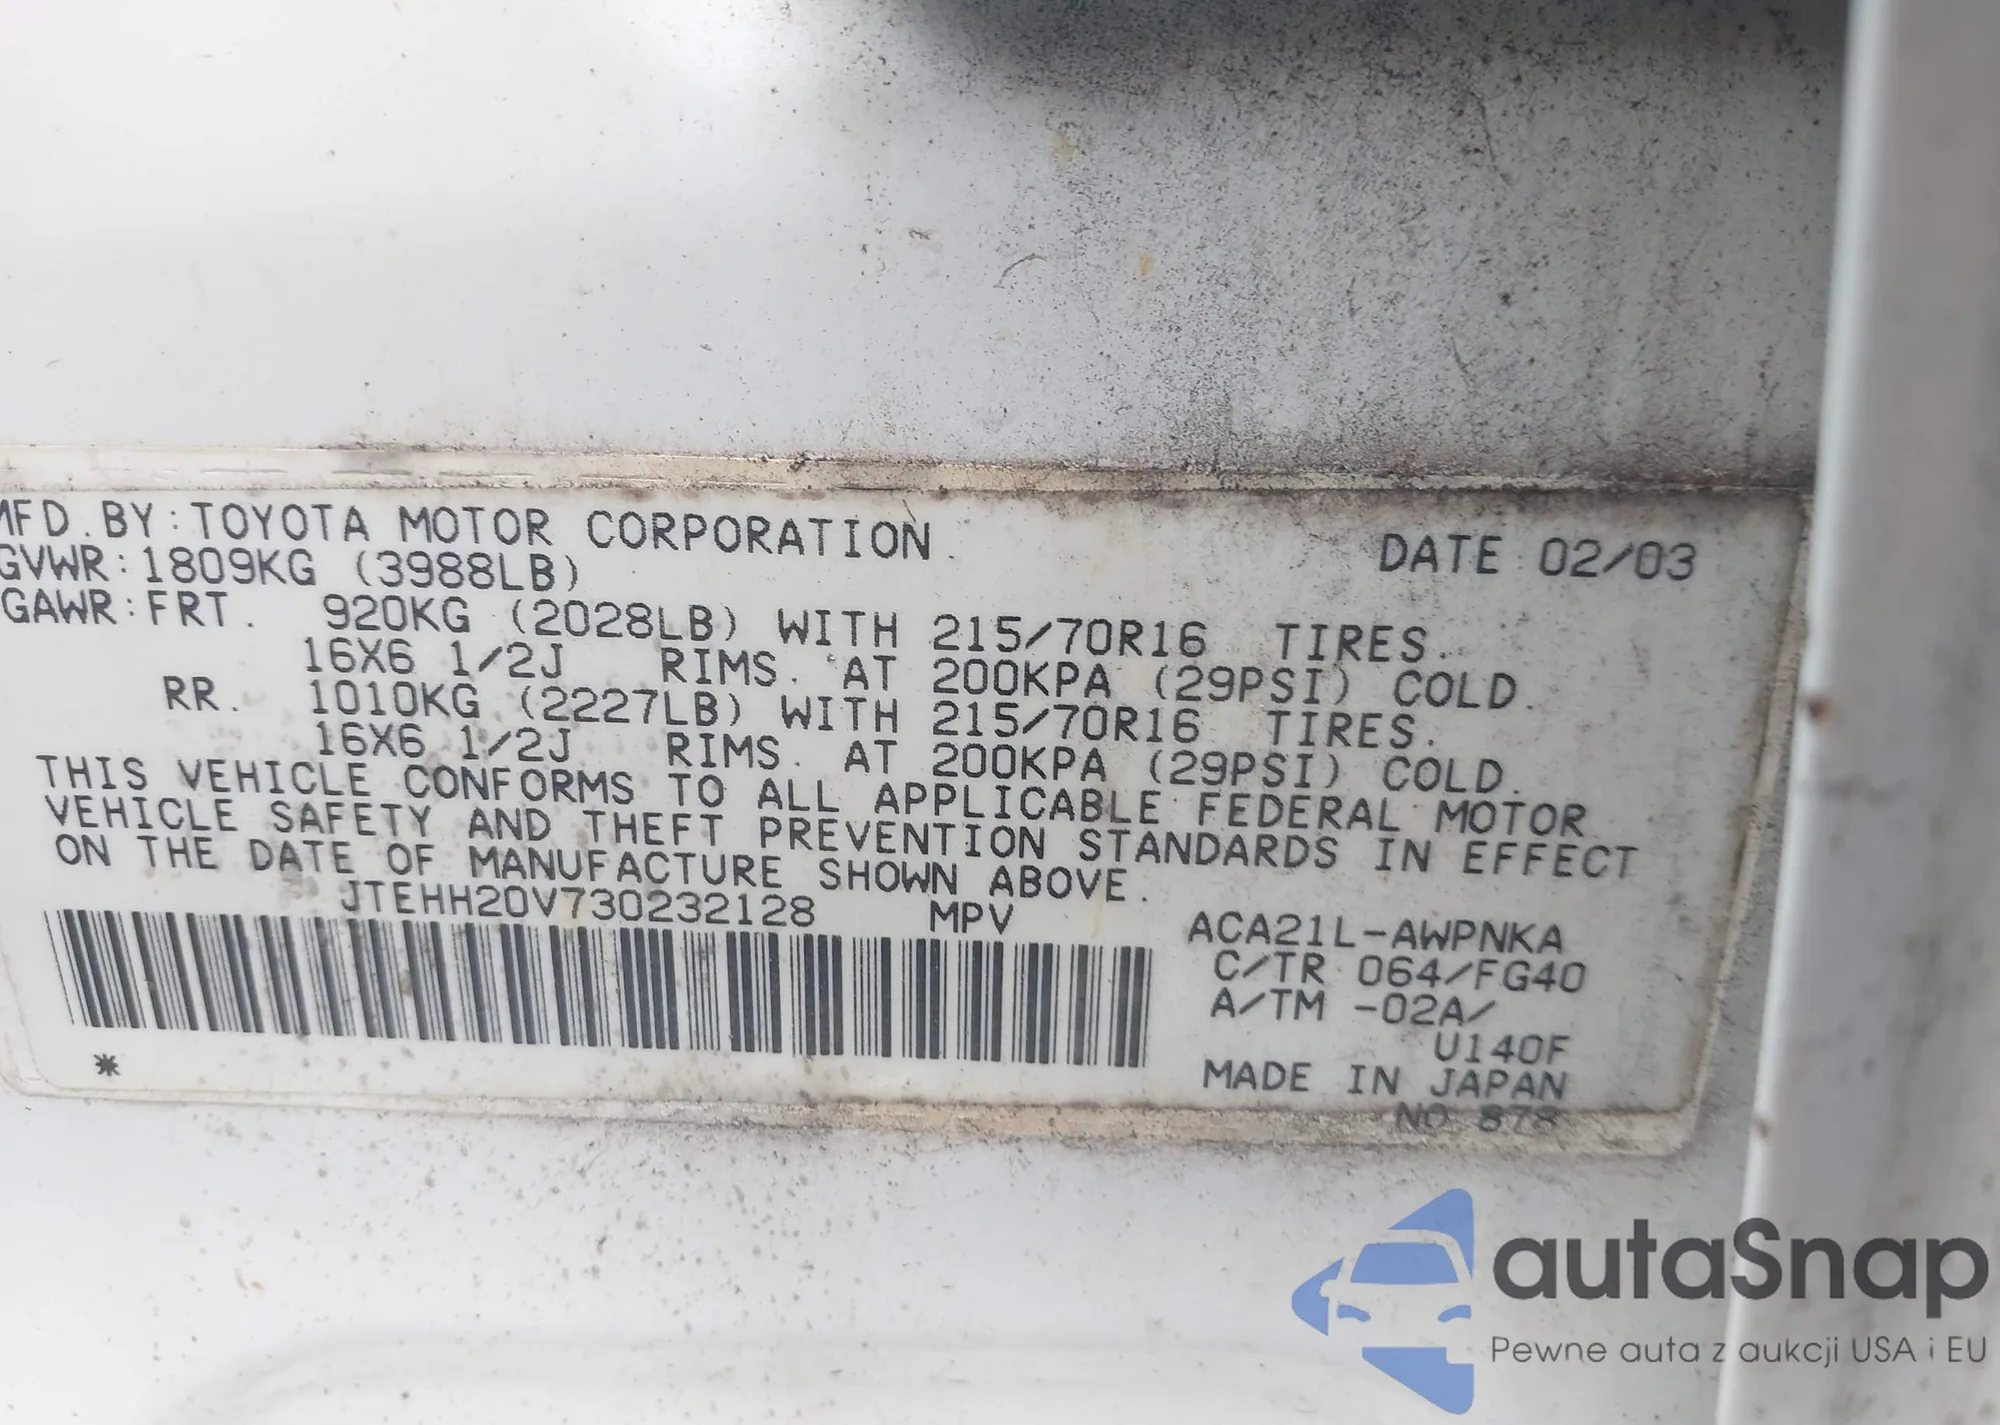 MFD.BY:TOYOTA MOTOR CORPORATION. DATE 02/03
GVWR:1809KG (3988LB)
GAWR:FRT. 920KG (2028LB) WITH 215/70R16 TIRES.
16X6 1/2J RIMS. AT 200KPA (29PSI) COLD.
RR. 1010KG (2227LB) WITH 215/70R16 TIRES.
16X6 1/2J RIMS. AT 200KPA (29PSI) COLD.
THIS VEHICLE CONFORMS TO ALL APPLICABLE FEDERAL MOTOR
VEHICLE SAFETY AND THEFT PREVENTION STANDARDS IN EFFECT
ON THE DATE OF MANUFACTURE SHOWN ABOVE.
JTEHH20V730232128 MPV ACA21L-AWPNKA
C/TR 064/FG40
A/TM -02A/
U140F
* MADE IN JAPAN
NO 878
autaSnap
Pewne auta z aukcji USA i EU